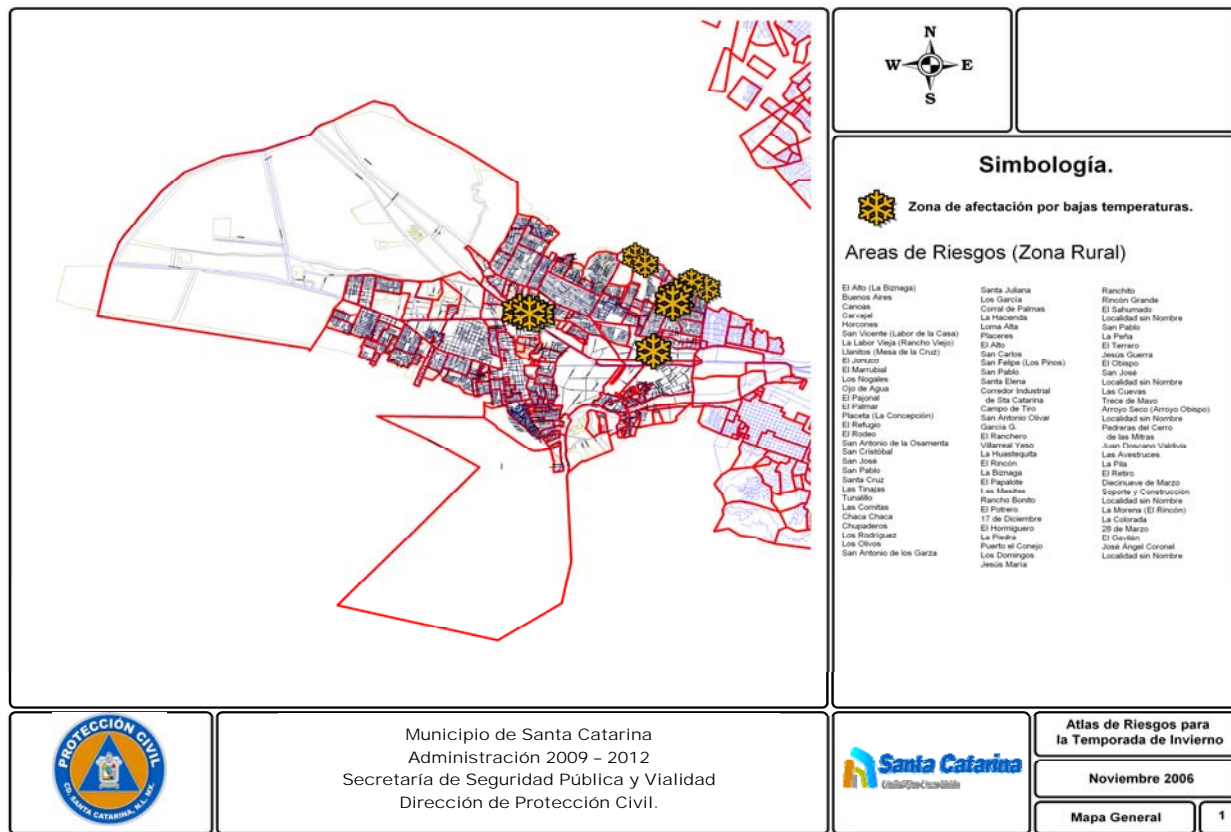 N
W E
S
Simbología.
Zona de afectación por bajas temperaturas.
Areas de Riesgos (Zona Rural)
El Alto (La Biznaga)
Buenos Aires
Canoas
Carvajal
Horcones
San Vicente (Labor de la Casa)
La Labor Vieja (Rancho Viejo)
Llanitos (Mesa de la Cruz)
El Jonuco
El Marrubial
Los Nogales
Ojo de Agua
El Pajonal
El Palmar
Placeta (La Concepción)
El Refugio
El Rodeo
San Antonio de la Osamenta
San Cristóbal
San José
San Pablo
Santa Cruz
Las Tinajas
Tunalillo
Las Comitas
Chaca Chaca
Chupaderos
Los Rodríguez
Los Olivos
San Antonio de los Garza
Santa Juliana
Los García
Corral de Palmas
La Hacienda
Loma Alta
Placeres
El Alto
San Carlos
San Felipe (Los Pinos)
San Pablo
Santa Elena
Corredor Industrial
de Sta Catarina
Campo de Tiro
San Antonio Olivar
García G.
El Ranchero
Villarreal Yeso
La Huastequita
El Rincón
La Biznaga
El Papalote
Las Mesitas
Rancho Bonito
El Potrero
17 de Diciembre
El Hormiguero
La Piedra
Puerto el Conejo
Los Domingos
Jesús María
Ranchito
Rincón Grande
El Sahumado
Localidad sin Nombre
San Pablo
La Peña
El Terrero
Jesús Guerra
El Obispo
San José
Localidad sin Nombre
Las Cuevas
Trece de Mayo
Arroyo Seco (Arroyo Obispo)
Localidad sin Nombre
Pedreras del Cerro
de las Mitras
Juan Valdivia
Las Avestruces
La Pila
El Retiro
Diecinueve de Marzo
Soporte y Construcción
Localidad sin Nombre
La Morena (El Rincón)
La Colorada
28 de Marzo
El Gavilán
José Ángel Coronel
Localidad sin Nombre
PROTECCIÓN CIVIL
CD. SANTA CATARINA, N.L. MX.
Municipio de Santa Catarina
Administración 2009 – 2012
Secretaría de Seguridad Pública y Vialidad
Dirección de Protección Civil.
Santa Catarina
Atlas de Riesgos para
la Temporada de Invierno
Noviembre 2006
Mapa General 1